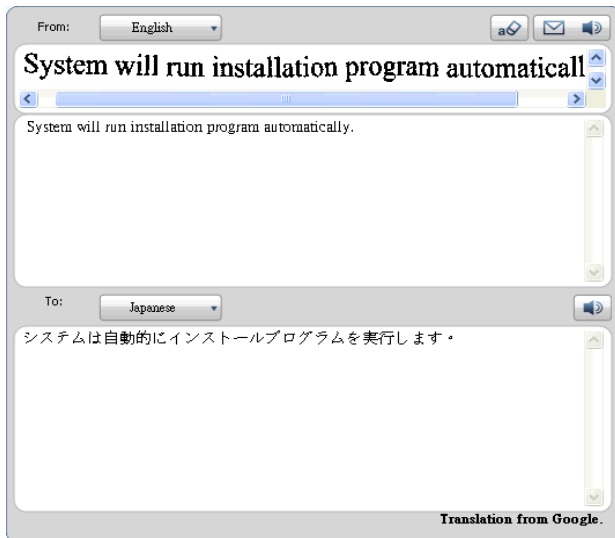 From: English
System will run installation program automaticall
System will run installation program automatically.
To: Japanese
システムは自動的にインストールプログラムを実行します。
Translation from Google.